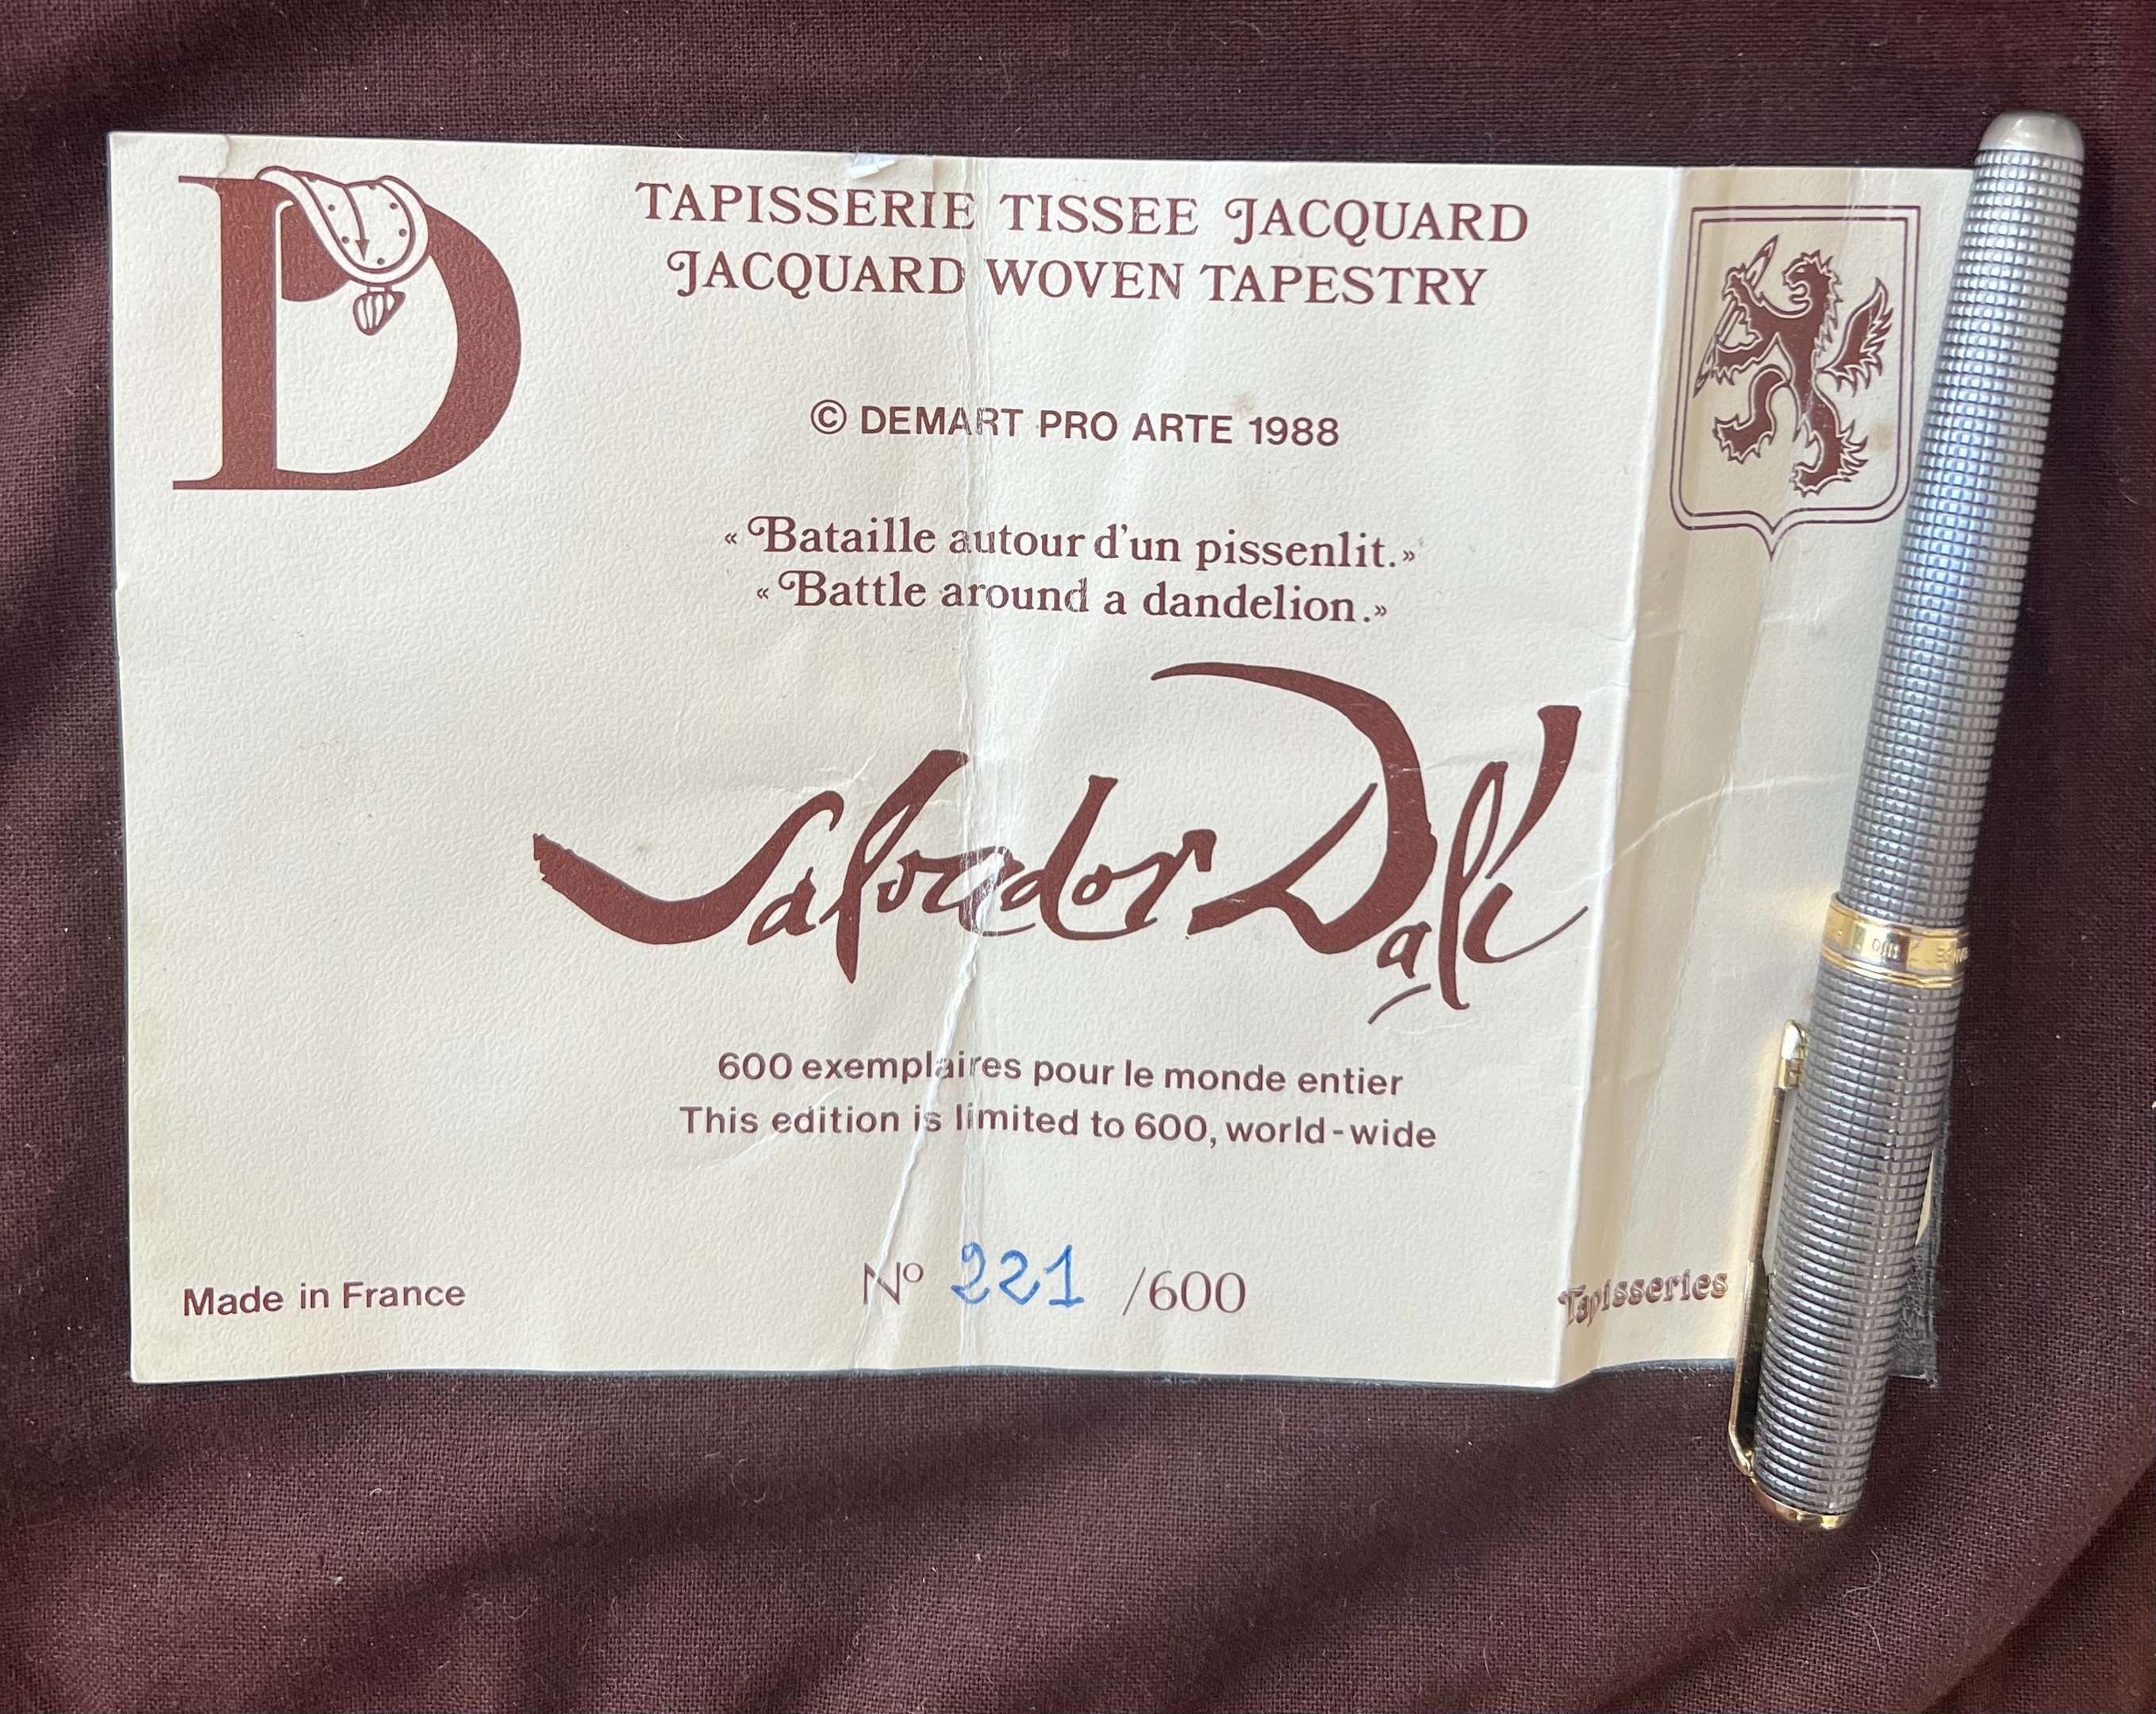 D
TAPISSERIE TISSEE JACQUARD
JACQUARD WOVEN TAPESTRY
© DEMART PRO ARTE 1988
«Bataille autour d'un pissenlit.»
«Battle around a dandelion.»
Salvador Dalí
600 exemplaires pour le monde entier
This edition is limited to 600, world-wide
Made in France
Nº 221 /600
Tapisseries